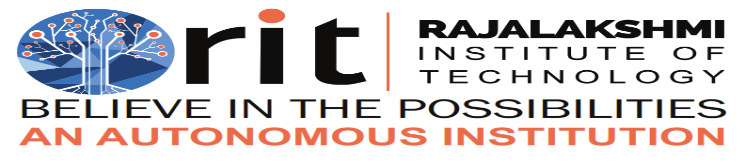 rit
RAJALAKSHMI
INSTITUTE OF
TECHNOLOGY
BELIEVE IN THE POSSIBILITIES
AN AUTONOMOUS INSTITUTION